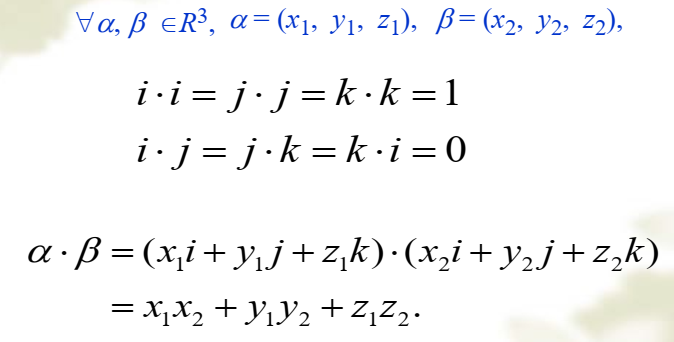 ∀α, β ∈R³, α = (x₁, y₁, z₁), β = (x₂, y₂, z₂),
i · i = j · j = k · k = 1
i · j = j · k = k · i = 0
α · β = (x₁i + y₁j + z₁k) · (x₂i + y₂j + z₂k)
= x₁x₂ + y₁y₂ + z₁z₂.